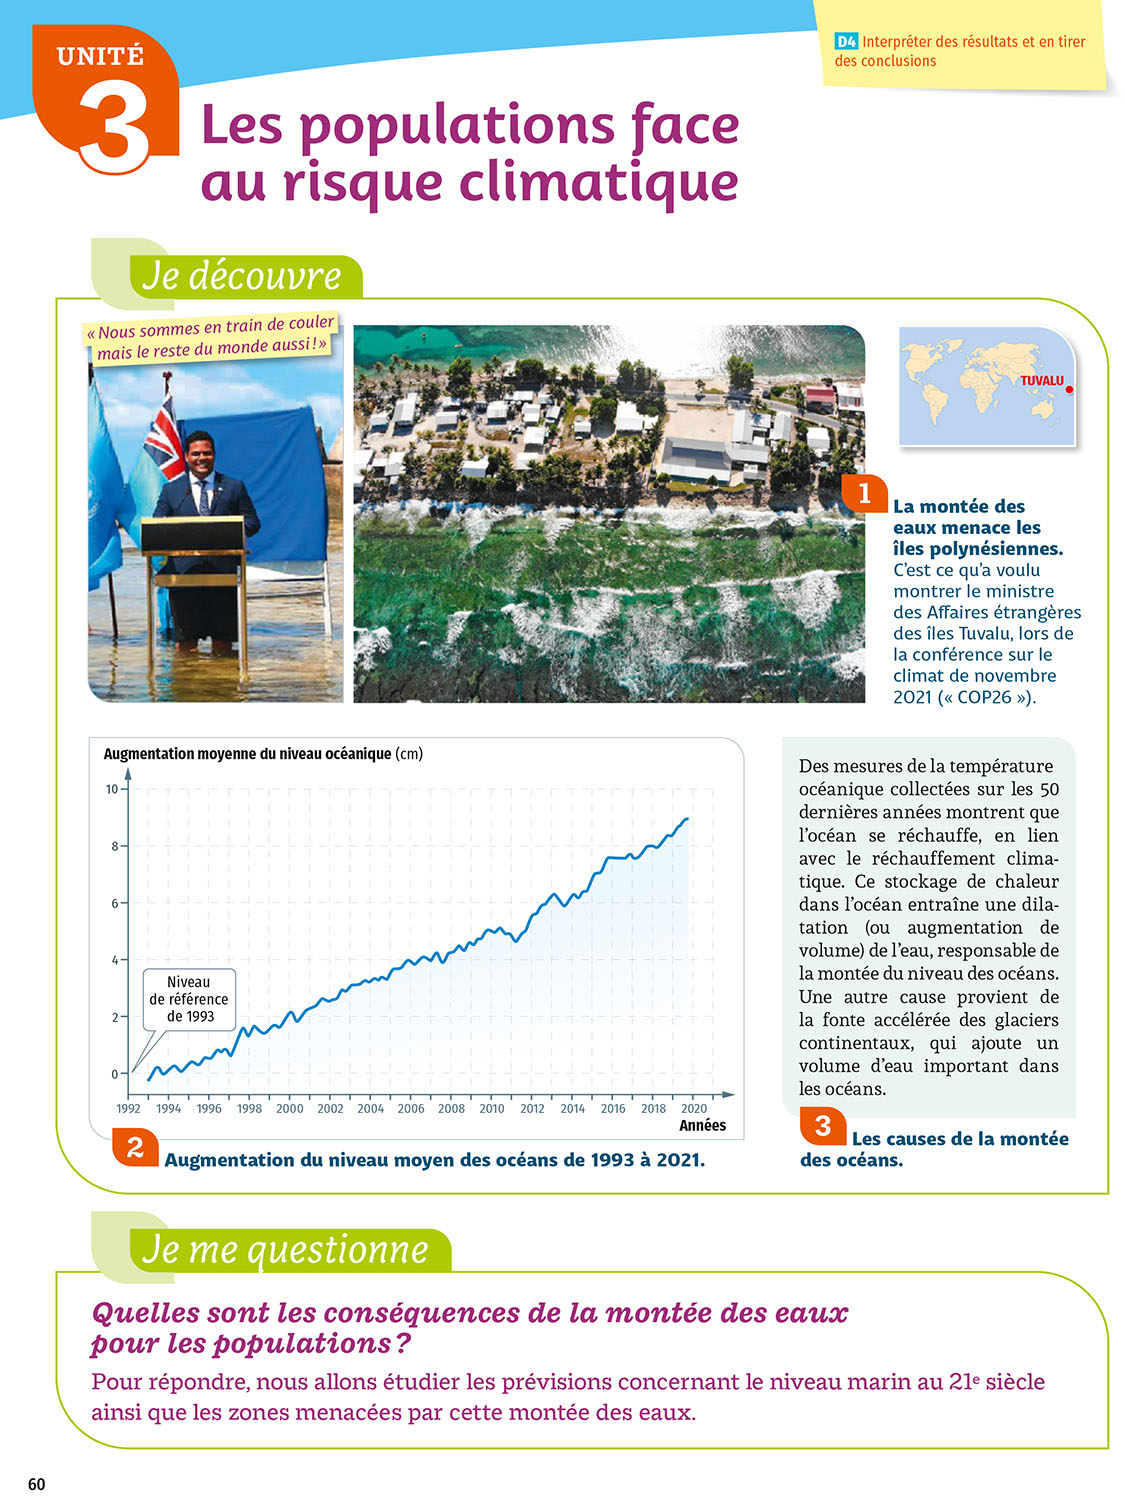 UNITÉ
3
D4 Interpréter des résultats et en tirer
des conclusions
Les populations face
au risque climatique
Je découvre
« Nous sommes en train de couler
mais le reste du monde aussi ! »
TUVALU
1
La montée des
eaux menace les
îles polynésiennes.
C’est ce qu’a voulu
montrer le ministre
des Affaires étrangères
des îles Tuvalu, lors de
la conférence sur le
climat de novembre
2021 (« COP26 »).
Augmentation moyenne du niveau océanique (cm)
10
8
6
4
2
0
Niveau
de référence
de 1993
1992 1994 1996 1998 2000 2002 2004 2006 2008 2010 2012 2014 2016 2018 2020
Années
2 Augmentation du niveau moyen des océans de 1993 à 2021.
Des mesures de la température
océanique collectées sur les 50
dernières années montrent que
l’océan se réchauffe, en lien
avec le réchauffement clima-
tique. Ce stockage de chaleur
dans l’océan entraîne une dila-
tation (ou augmentation de
volume) de l’eau, responsable de
la montée du niveau des océans.
Une autre cause provient de
la fonte accélérée des glaciers
continentaux, qui ajoute un
volume d’eau important dans
les océans.
3 Les causes de la montée
des océans.
Je me questionne
Quelles sont les conséquences de la montée des eaux
pour les populations ?
Pour répondre, nous allons étudier les prévisions concernant le niveau marin au 21e siècle
ainsi que les zones menacées par cette montée des eaux.
60